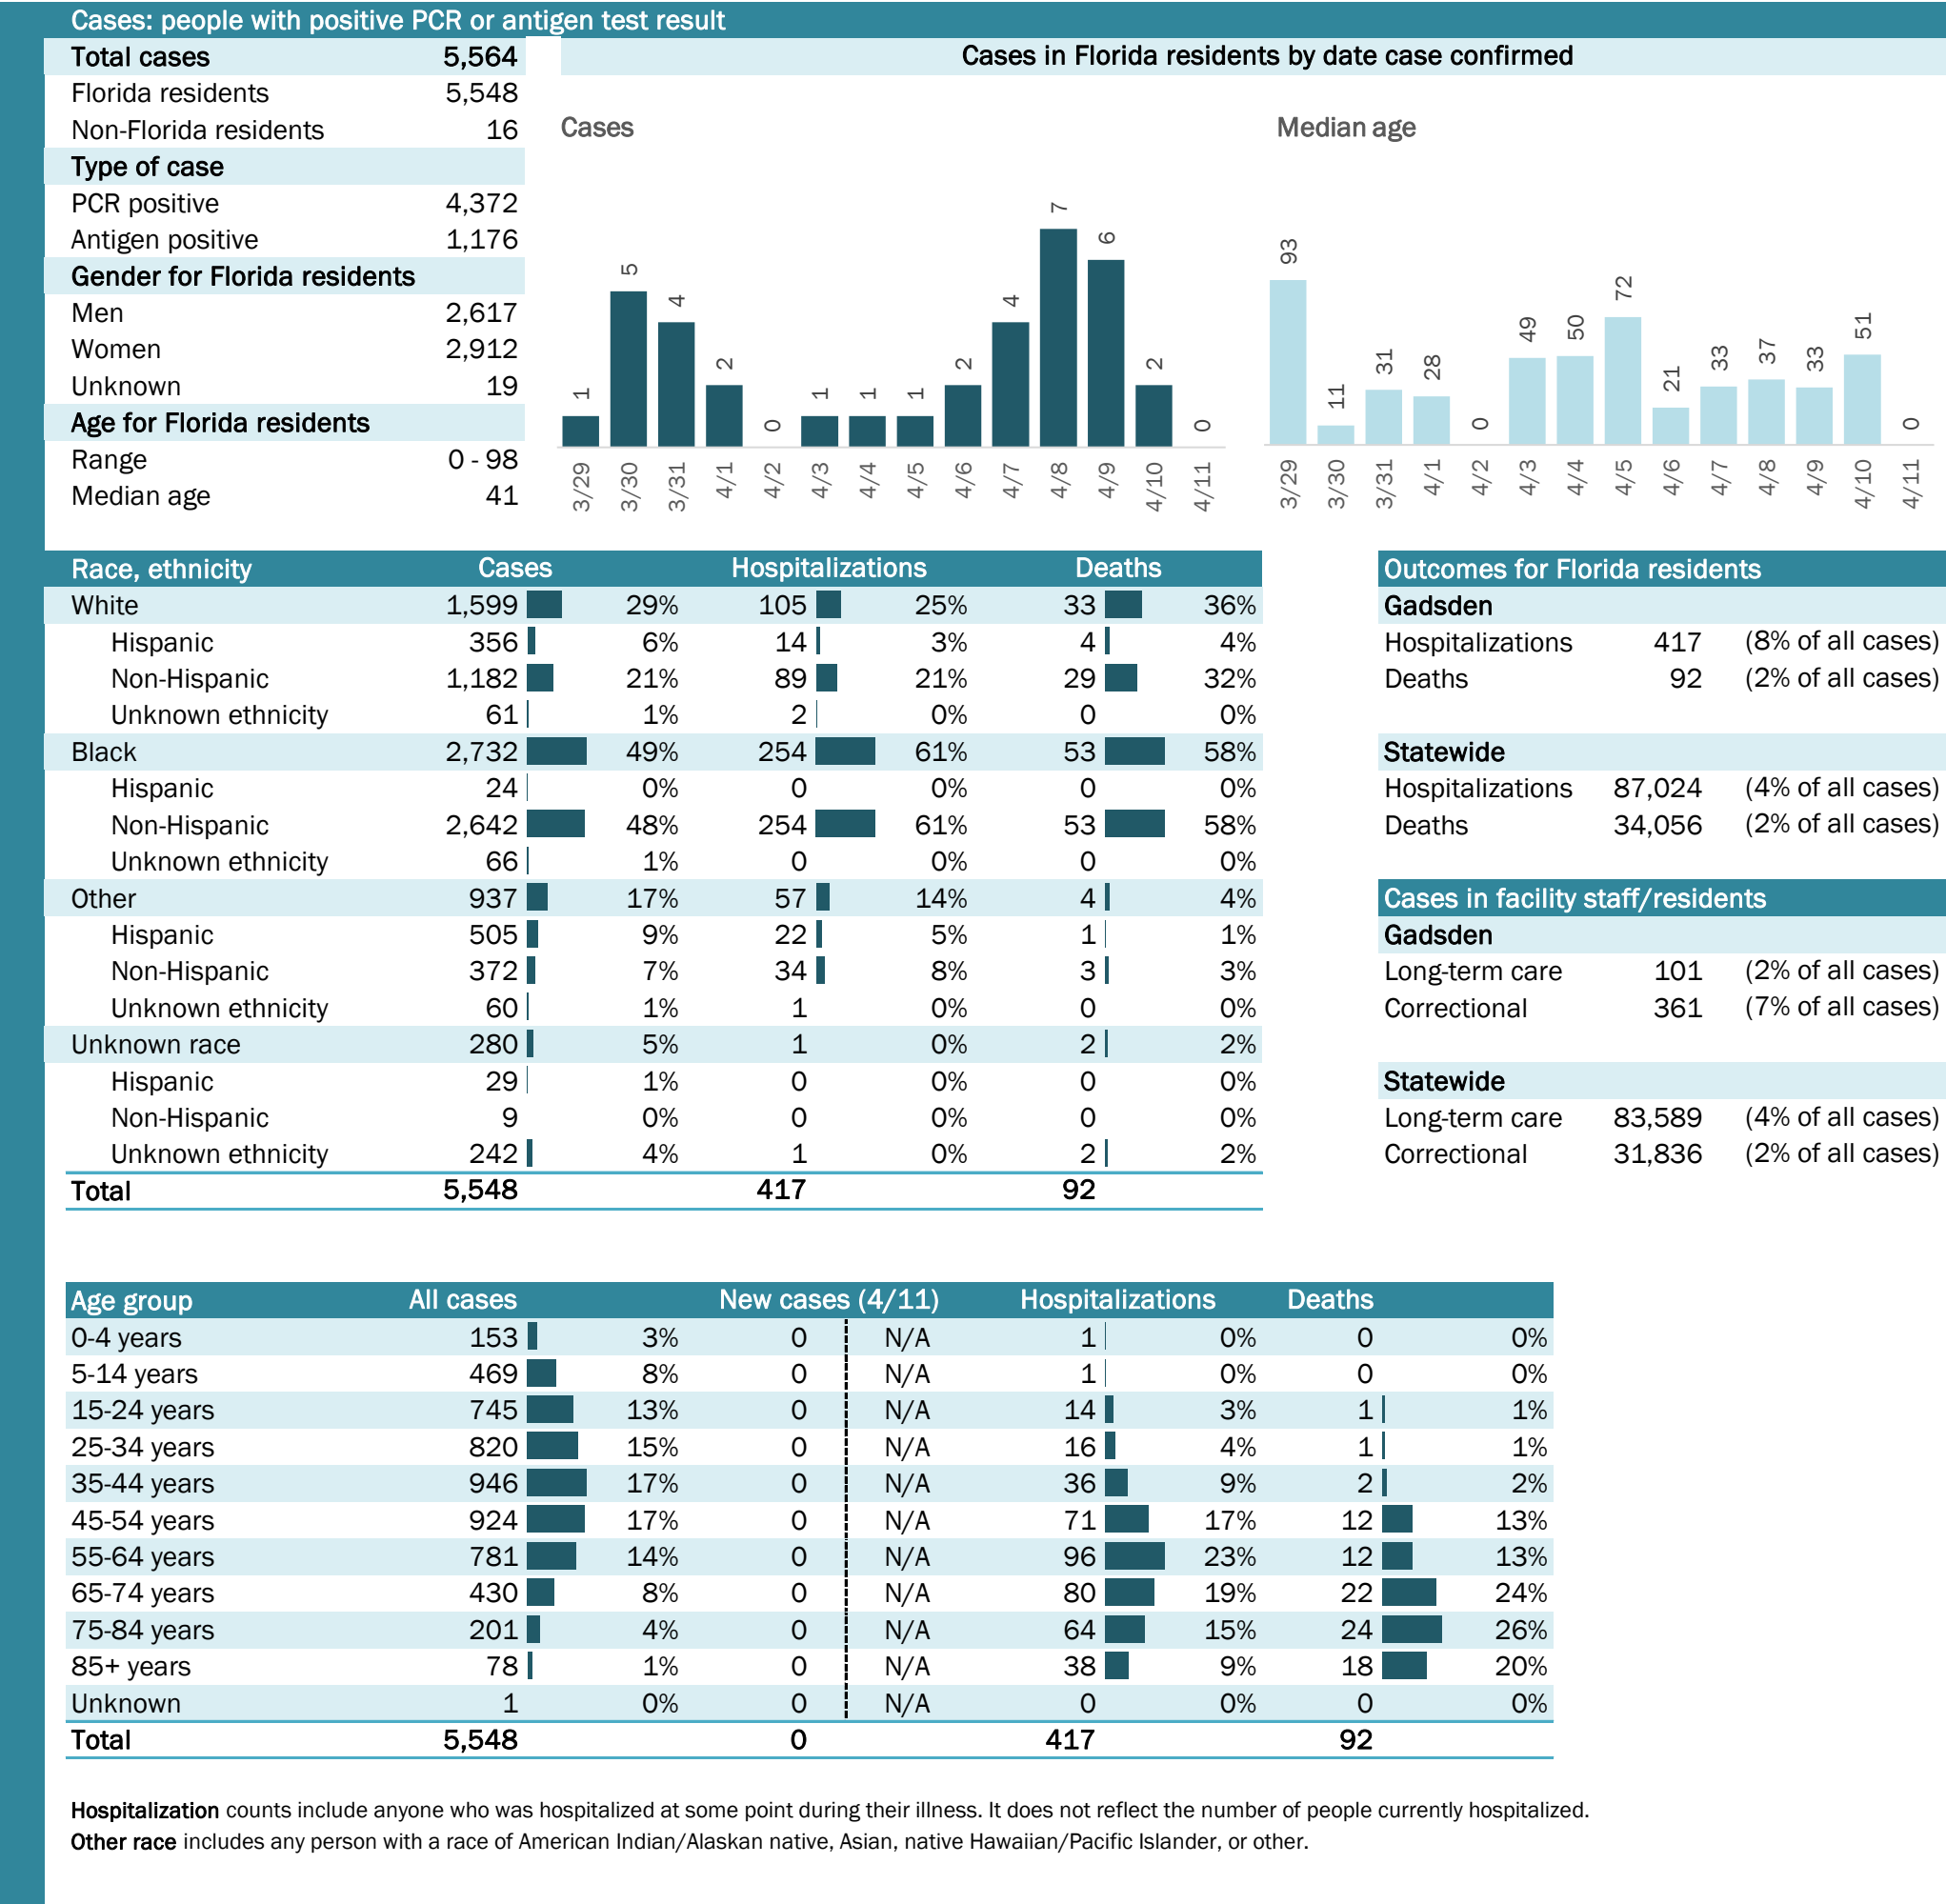 Cases: people with positive PCR or antigen test result
Total cases 5,564
Florida residents 5,548
Non-Florida residents 16
Type of case
PCR positive 4,372
Antigen positive 1,176
Gender for Florida residents
Men 2,617
Women 2,912
Unknown 19
Age for Florida residents
Range 0 - 98
Median age 41
Cases in Florida residents by date case confirmed
Cases
1 5 4 2 0 1 1 1 2 4 7 6 2 0
3/29 3/30 3/31 4/1 4/2 4/3 4/4 4/5 4/6 4/7 4/8 4/9 4/10 4/11
Median age
93 11 31 28 0 49 50 72 21 33 37 33 51 0
3/29 3/30 3/31 4/1 4/2 4/3 4/4 4/5 4/6 4/7 4/8 4/9 4/10 4/11
Race, ethnicity Cases Hospitalizations Deaths
White 1,599 29% 105 25% 33 36%
Hispanic 356 6% 14 3% 4 4%
Non-Hispanic 1,182 21% 89 21% 29 32%
Unknown ethnicity 61 1% 2 0% 0 0%
Black 2,732 49% 254 61% 53 58%
Hispanic 24 0% 0 0% 0 0%
Non-Hispanic 2,642 48% 254 61% 53 58%
Unknown ethnicity 66 1% 0 0% 0 0%
Other 937 17% 57 14% 4 4%
Hispanic 505 9% 22 5% 1 1%
Non-Hispanic 372 7% 34 8% 3 3%
Unknown ethnicity 60 1% 1 0% 0 0%
Unknown race 280 5% 1 0% 2 2%
Hispanic 29 1% 0 0% 0 0%
Non-Hispanic 9 0% 0 0% 0 0%
Unknown ethnicity 242 4% 1 0% 2 2%
Total 5,548 417 92
Outcomes for Florida residents
Gadsden
Hospitalizations 417 (8% of all cases)
Deaths 92 (2% of all cases)
Statewide
Hospitalizations 87,024 (4% of all cases)
Deaths 34,056 (2% of all cases)
Cases in facility staff/residents
Gadsden
Long-term care 101 (2% of all cases)
Correctional 361 (7% of all cases)
Statewide
Long-term care 83,589 (4% of all cases)
Correctional 31,836 (2% of all cases)
Age group All cases New cases (4/11) Hospitalizations Deaths
0-4 years 153 3% 0 N/A 1 0% 0 0%
5-14 years 469 8% 0 N/A 1 0% 0 0%
15-24 years 745 13% 0 N/A 14 3% 1 1%
25-34 years 820 15% 0 N/A 16 4% 1 1%
35-44 years 946 17% 0 N/A 36 9% 2 2%
45-54 years 924 17% 0 N/A 71 17% 12 13%
55-64 years 781 14% 0 N/A 96 23% 12 13%
65-74 years 430 8% 0 N/A 80 19% 22 24%
75-84 years 201 4% 0 N/A 64 15% 24 26%
85+ years 78 1% 0 N/A 38 9% 18 20%
Unknown 1 0% 0 N/A 0 0% 0 0%
Total 5,548 0 417 92
Hospitalization counts include anyone who was hospitalized at some point during their illness. It does not reflect the number of people currently hospitalized.
Other race includes any person with a race of American Indian/Alaskan native, Asian, native Hawaiian/Pacific Islander, or other.